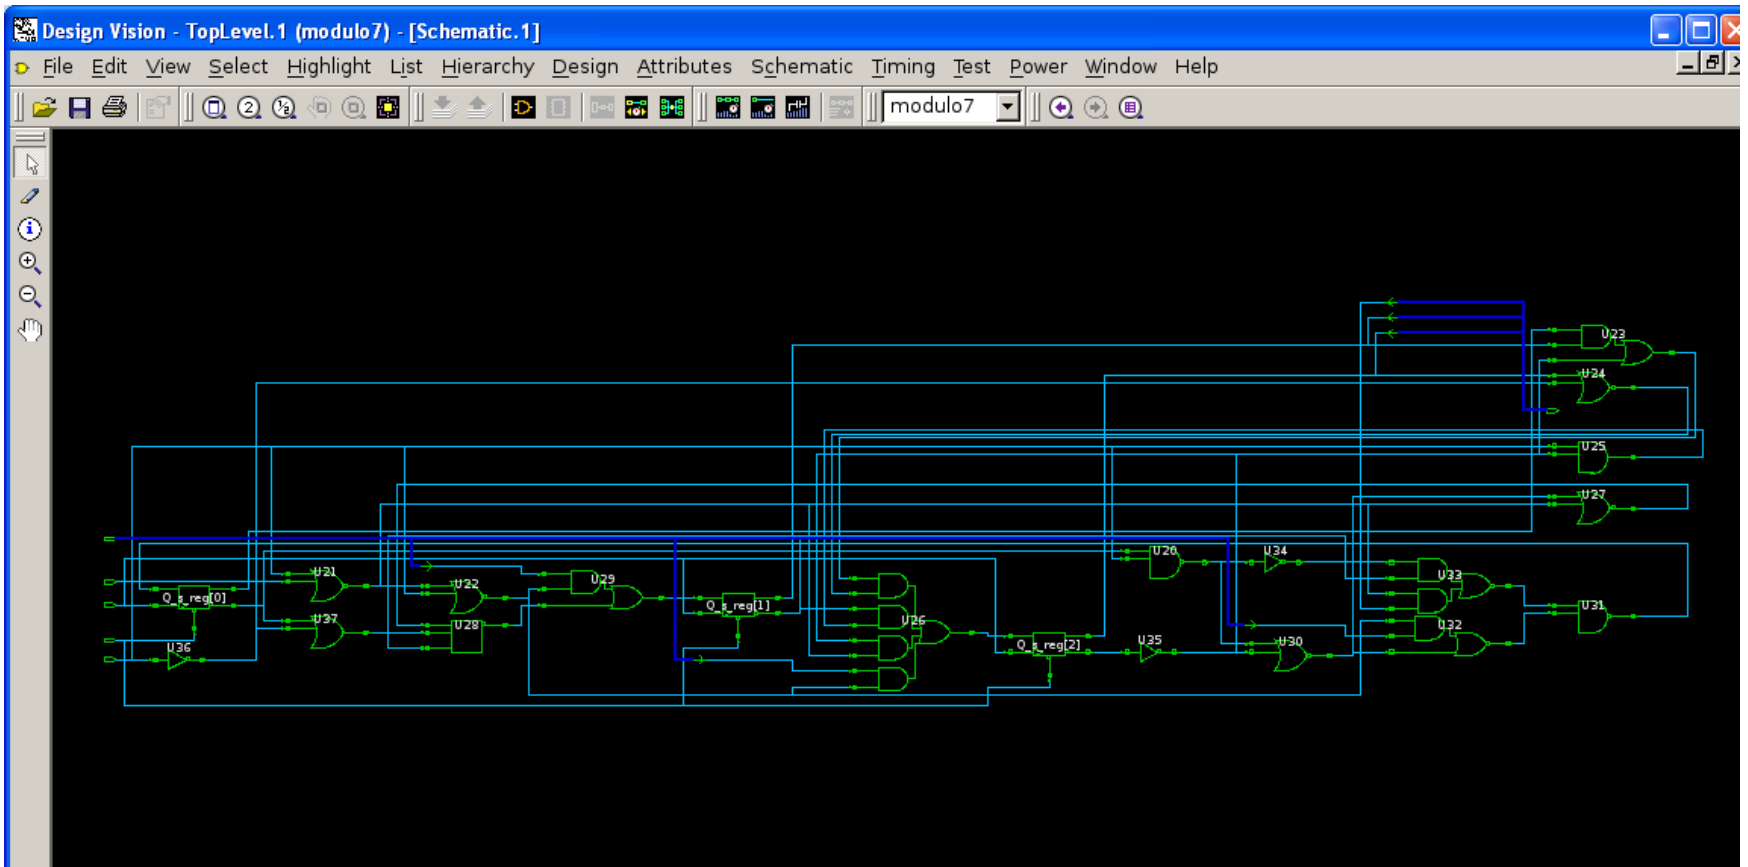 Design Vision - TopLevel.1 (modulo7) - [Schematic.1]
File Edit View Select Highlight List Hierarchy Design Attributes Schematic Timing Test Power Window Help
modulo7
U23
U24
U25
U27
U20 U34
U21 U22 U29 U33
Q_s_reg[0] Q_s_reg[1] U31
U37 U28 U26 U32
U36 Q_s_reg[2] U35 U30